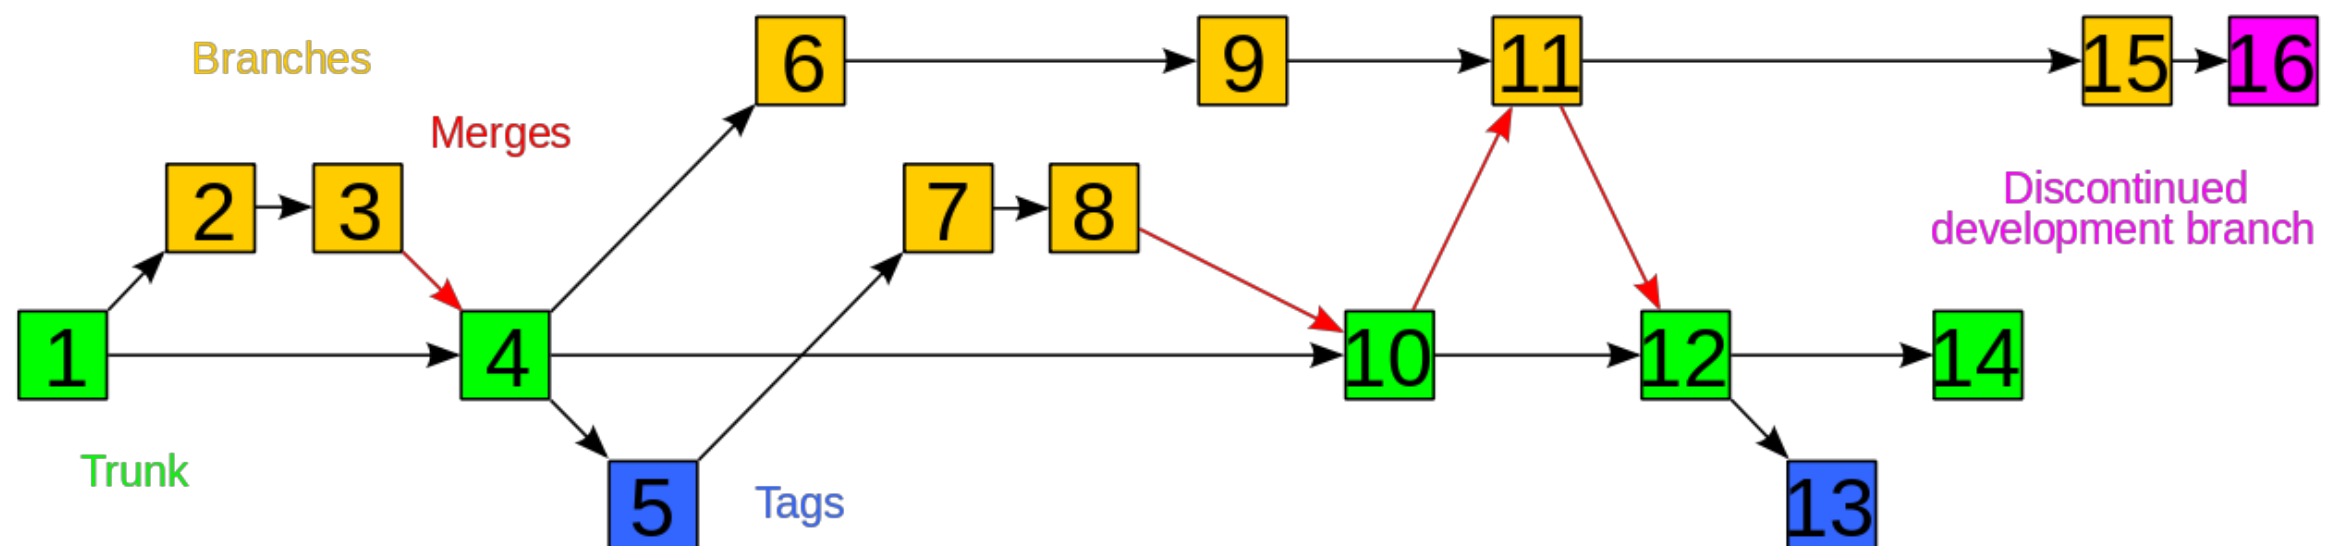 6
9
11
15
16
Branches
Merges
2
3
7
8
Discontinued
development branch
1
4
10
12
14
Trunk
5
Tags
13